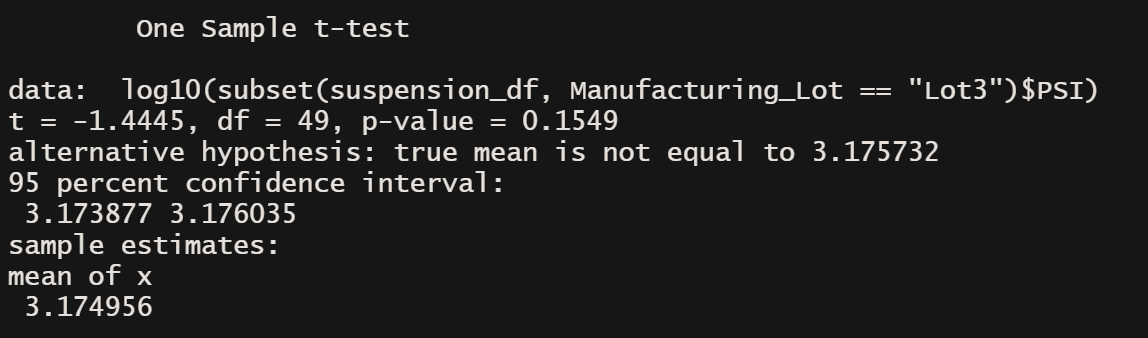 One Sample t-test
data:  log10(subset(suspension_df, Manufacturing_Lot == "Lot3")$PSI)
t = -1.4445, df = 49, p-value = 0.1549
alternative hypothesis: true mean is not equal to 3.175732
95 percent confidence interval:
3.173877 3.176035
sample estimates:
mean of x
3.174956